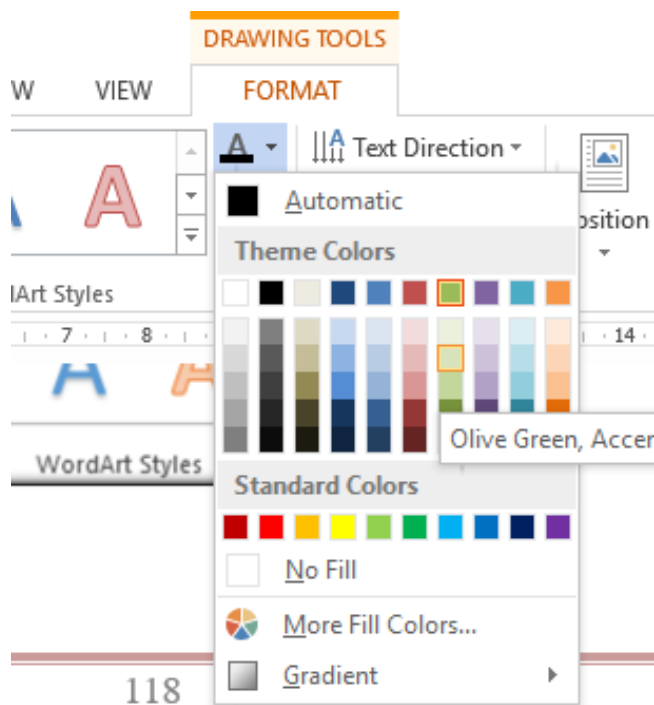 DRAWING TOOLS
W VIEW FORMAT
A Text Direction
A Automatic
osition
Theme Colors
Art Styles
7 8 14
Olive Green, Accen
WordArt Styles
Standard Colors
No Fill
More Fill Colors...
118 Gradient